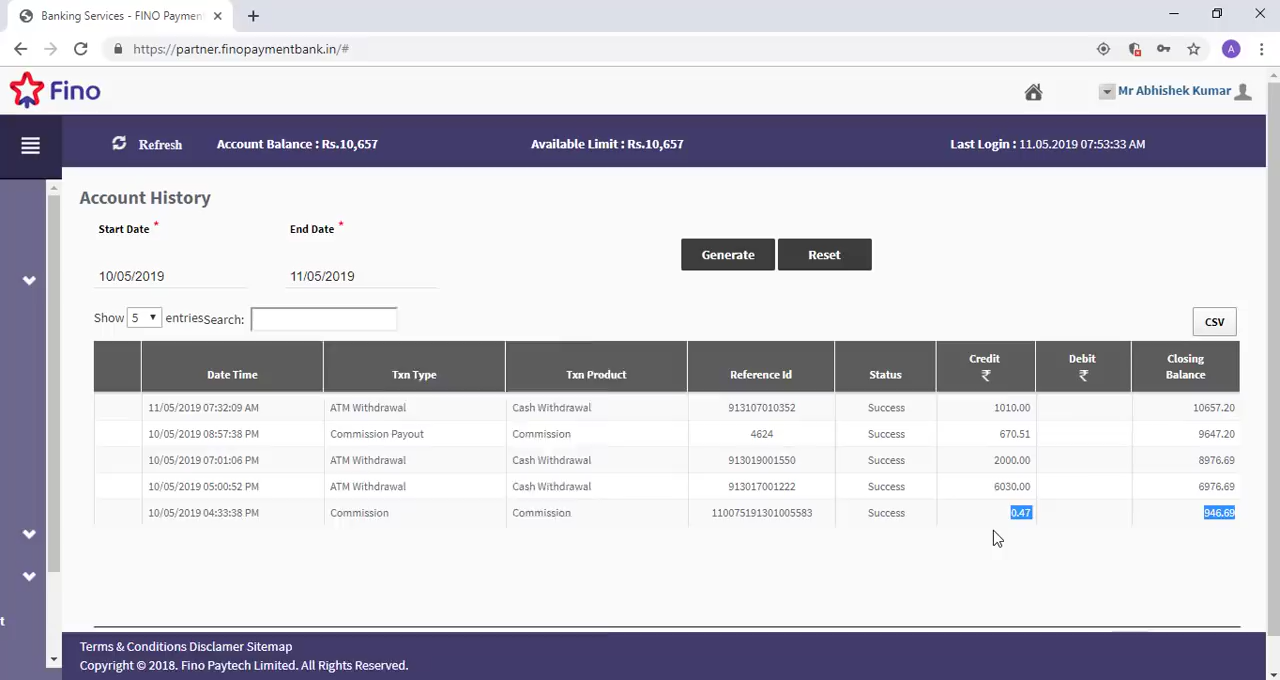 Banking Services - FINO Paymen
https://partner.finopaymentbank.in/#
A
Fino
Mr Abhishek Kumar
Refresh
Account Balance : Rs.10,657
Available Limit : Rs.10,657
Last Login : 11.05.2019 07:53:33 AM
Account History
Start Date *
End Date *
10/05/2019
11/05/2019
Generate
Reset
Show 5 entriesSearch:
CSV
Date Time Txn Type Txn Product Reference Id Status Credit ₹ Debit ₹ Closing Balance
11/05/2019 07:32:09 AM ATM Withdrawal Cash Withdrawal 913107010352 Success 1010.00 10657.20
10/05/2019 08:57:38 PM Commission Payout Commission 4624 Success 670.51 9647.20
10/05/2019 07:01:06 PM ATM Withdrawal Cash Withdrawal 913019001550 Success 2000.00 8976.69
10/05/2019 05:00:52 PM ATM Withdrawal Cash Withdrawal 913017001222 Success 6030.00 6976.69
10/05/2019 04:33:38 PM Commission Commission 110075191301005583 Success 0.47 946.69
t
Terms & Conditions Disclamer Sitemap
Copyright © 2018. Fino Paytech Limited. All Rights Reserved.